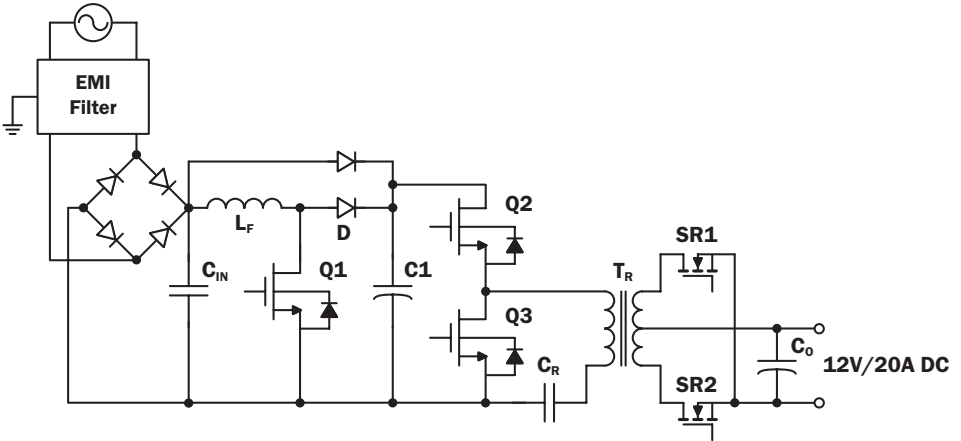 EMI
Filter
L_F
D
C_IN
Q1
C1
Q2
Q3
C_R
T_R
SR1
SR2
C_O
12V/20A DC